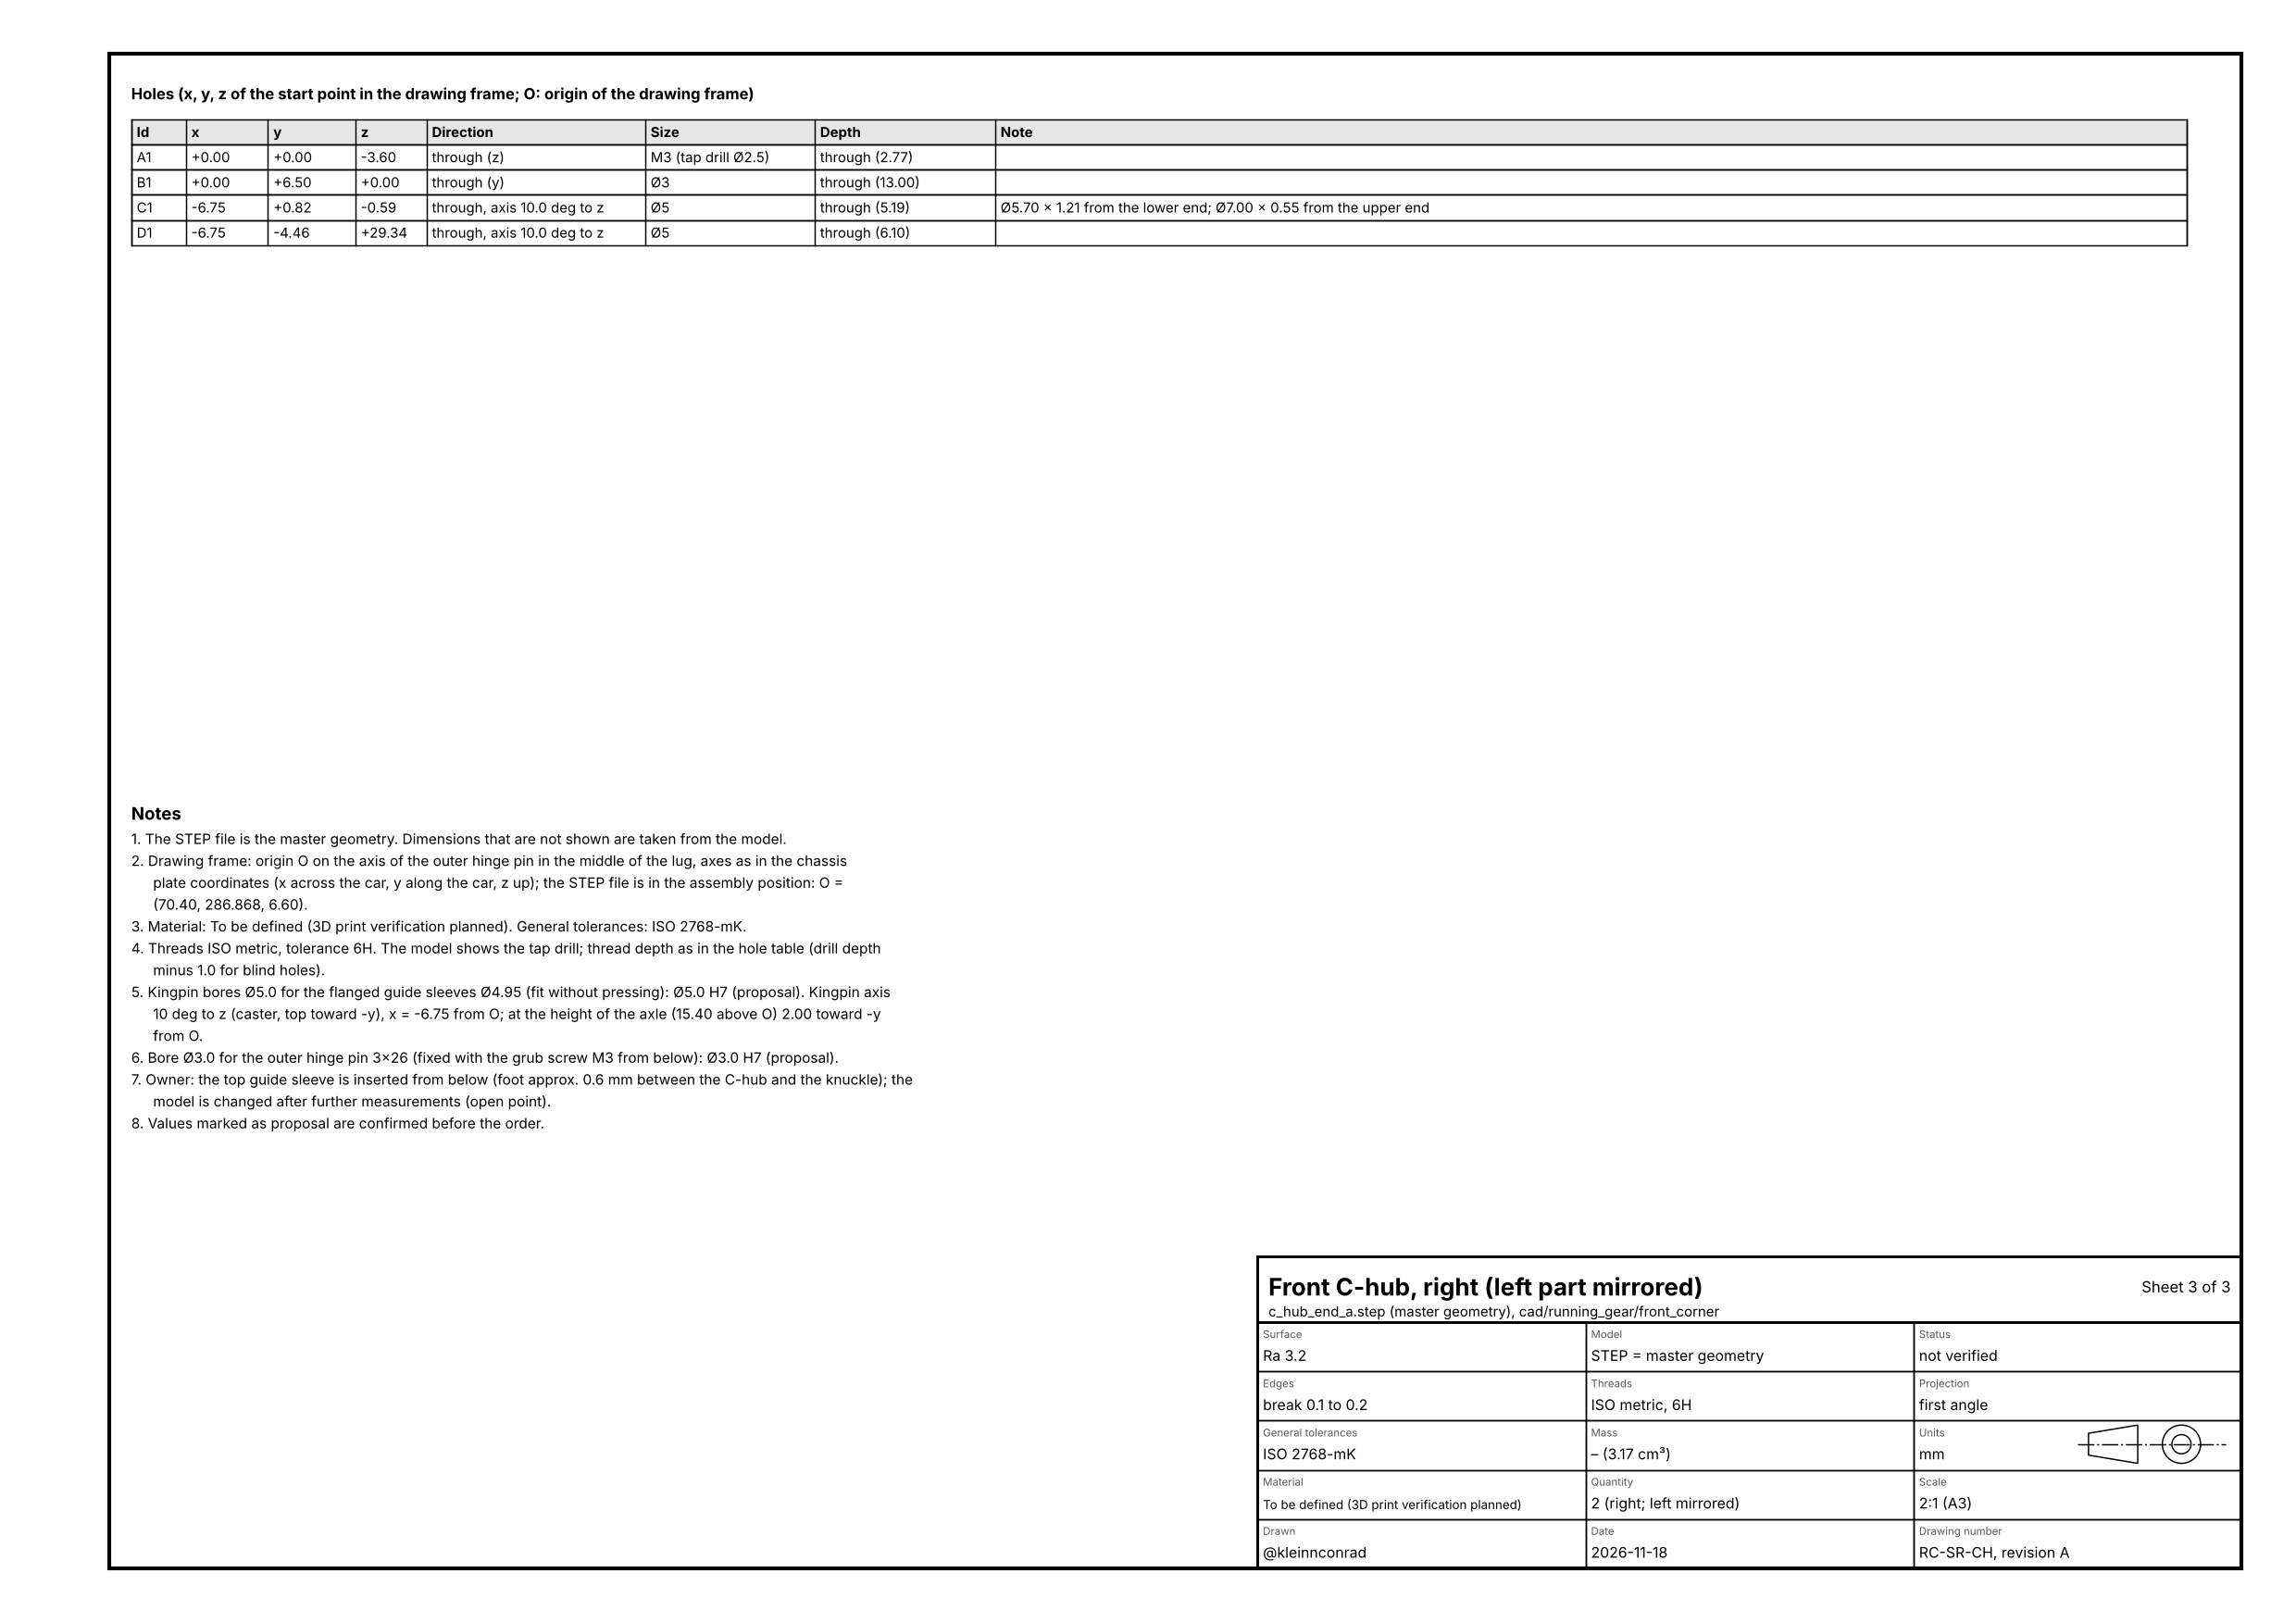 Holes (x, y, z of the start point in the drawing frame; O: origin of the drawing frame)
Id x y z Direction Size Depth Note
A1 +0.00 +0.00 -3.60 through (z) M3 (tap drill Ø2.5) through (2.77)
B1 +0.00 +6.50 +0.00 through (y) Ø3 through (13.00)
C1 -6.75 +0.82 -0.59 through, axis 10.0 deg to z Ø5 through (5.19) Ø5.70 × 1.21 from the lower end; Ø7.00 × 0.55 from the upper end
D1 -6.75 -4.46 +29.34 through, axis 10.0 deg to z Ø5 through (6.10)
Notes
1. The STEP file is the master geometry. Dimensions that are not shown are taken from the model.
2. Drawing frame: origin O on the axis of the outer hinge pin in the middle of the lug, axes as in the chassis
plate coordinates (x across the car, y along the car, z up); the STEP file is in the assembly position: O =
(70.40, 286.868, 6.60).
3. Material: To be defined (3D print verification planned). General tolerances: ISO 2768-mK.
4. Threads ISO metric, tolerance 6H. The model shows the tap drill; thread depth as in the hole table (drill depth
minus 1.0 for blind holes).
5. Kingpin bores Ø5.0 for the flanged guide sleeves Ø4.95 (fit without pressing): Ø5.0 H7 (proposal). Kingpin axis
10 deg to z (caster, top toward -y), x = -6.75 from O; at the height of the axle (15.40 above O) 2.00 toward -y
from O.
6. Bore Ø3.0 for the outer hinge pin 3×26 (fixed with the grub screw M3 from below): Ø3.0 H7 (proposal).
7. Owner: the top guide sleeve is inserted from below (foot approx. 0.6 mm between the C-hub and the knuckle); the
model is changed after further measurements (open point).
8. Values marked as proposal are confirmed before the order.
Front C-hub, right (left part mirrored) Sheet 3 of 3
c_hub_end_a.step (master geometry), cad/running_gear/front_corner
Surface Model Status
Ra 3.2 STEP = master geometry not verified
Edges Threads Projection
break 0.1 to 0.2 ISO metric, 6H first angle
General tolerances Mass Units
ISO 2768-mK – (3.17 cm³) mm
Material Quantity Scale
To be defined (3D print verification planned) 2 (right; left mirrored) 2:1 (A3)
Drawn Date Drawing number
@kleinnconrad 2026-11-18 RC-SR-CH, revision A